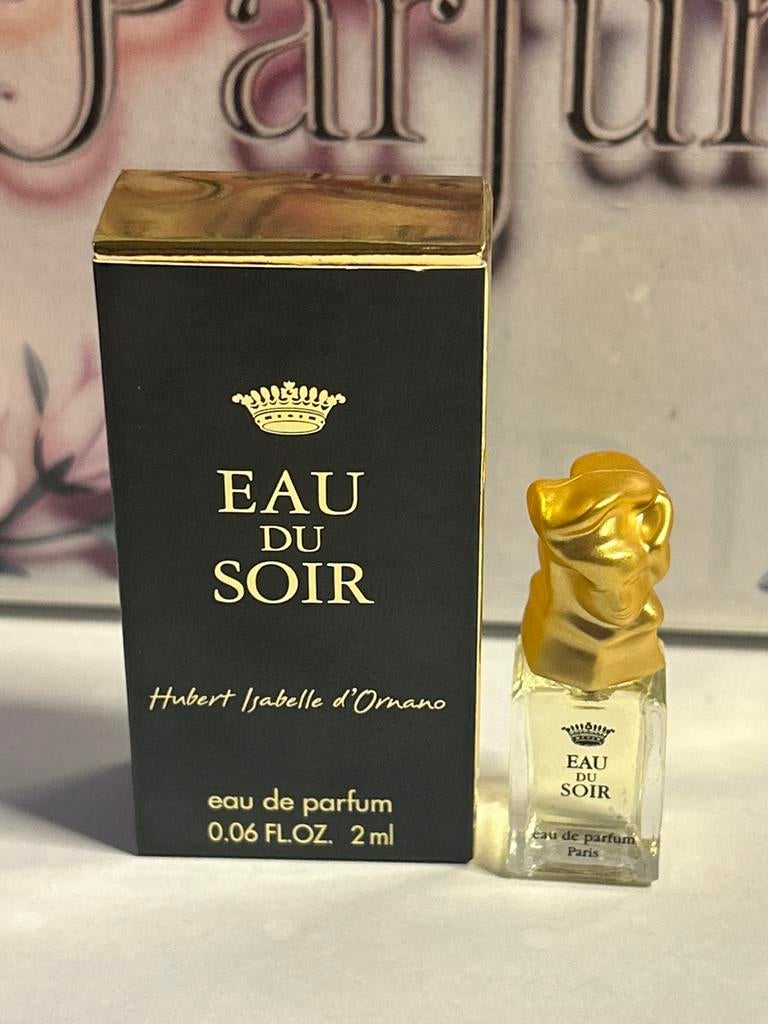 Parfum
EAU
DU
SOIR
Hubert Isabelle d'Ornano
eau de parfum
0.06 FL.OZ. 2 ml
EAU
DU
SOIR
eau de parfum
Paris